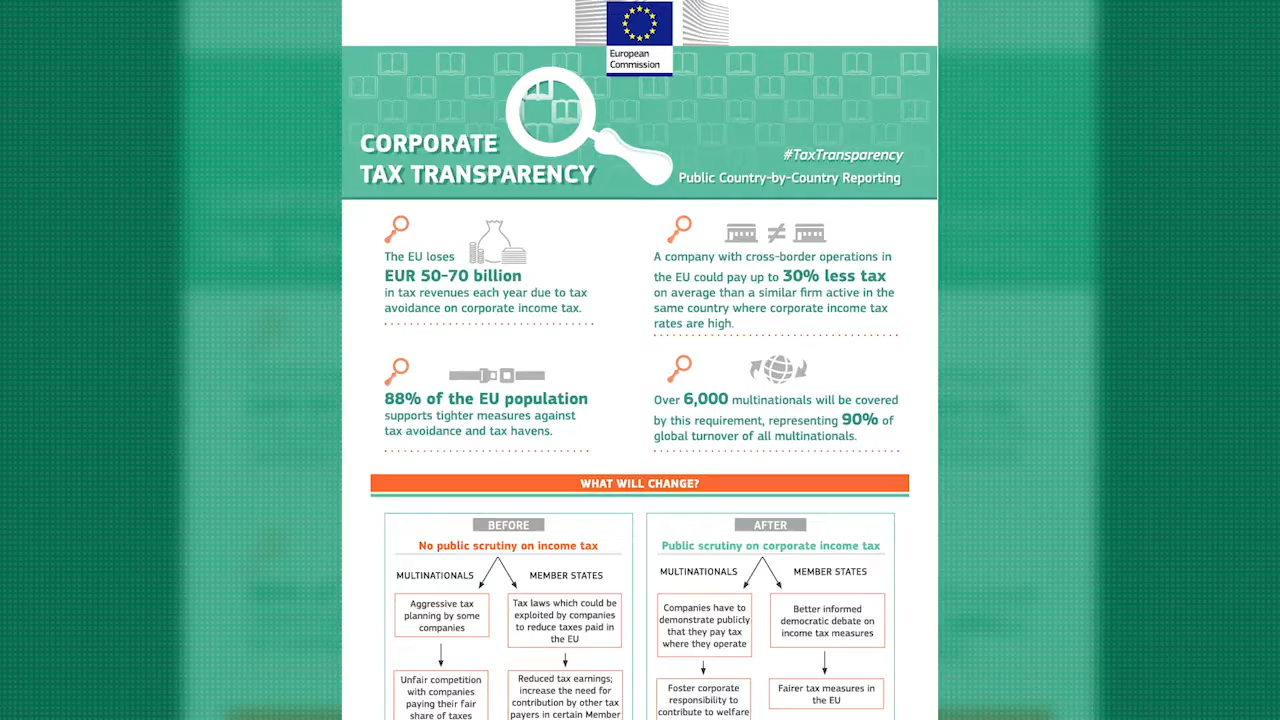 European
Commission
CORPORATE
TAX TRANSPARENCY
#TaxTransparency
Public Country-by-Country Reporting
The EU loses
EUR 50-70 billion
in tax revenues each year due to tax
avoidance on corporate income tax.
A company with cross-border operations in
the EU could pay up to 30% less tax
on average than a similar firm active in the
same country where corporate income tax
rates are high.
88% of the EU population
supports tighter measures against
tax avoidance and tax havens.
Over 6,000 multinationals will be covered
by this requirement, representing 90% of
global turnover of all multinationals.
WHAT WILL CHANGE?
BEFORE
No public scrutiny on income tax
MULTINATIONALS
MEMBER STATES
Aggressive tax
planning by some
companies
Tax laws which could be
exploited by companies
to reduce taxes paid in
the EU
Unfair competition
with companies
paying their fair
share of taxes
Reduced tax earnings;
increase the need for
contribution by other tax
payers in certain Member
AFTER
Public scrutiny on corporate income tax
MULTINATIONALS
MEMBER STATES
Companies have to
demonstrate publicly
that they pay tax
where they operate
Better informed
democratic debate on
income tax measures
Foster corporate
responsibility to
contribute to welfare
Fairer tax measures in
the EU